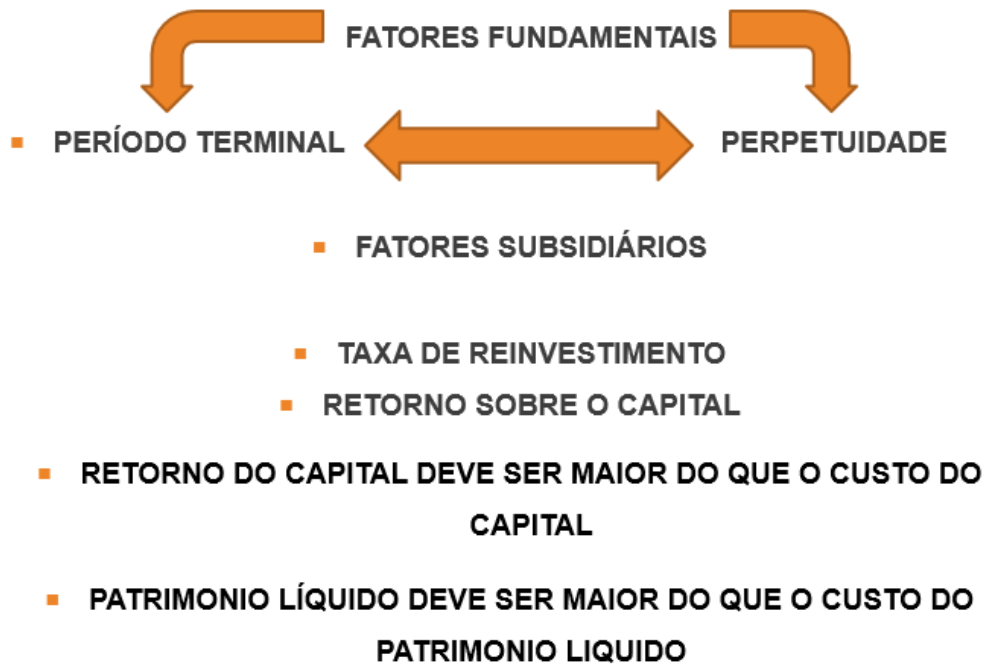 FATORES FUNDAMENTAIS
PERÍODO TERMINAL
PERPETUIDADE
FATORES SUBSIDIÁRIOS
TAXA DE REINVESTIMENTO
RETORNO SOBRE O CAPITAL
RETORNO DO CAPITAL DEVE SER MAIOR DO QUE O CUSTO DO
CAPITAL
PATRIMONIO LÍQUIDO DEVE SER MAIOR DO QUE O CUSTO DO
PATRIMONIO LIQUIDO